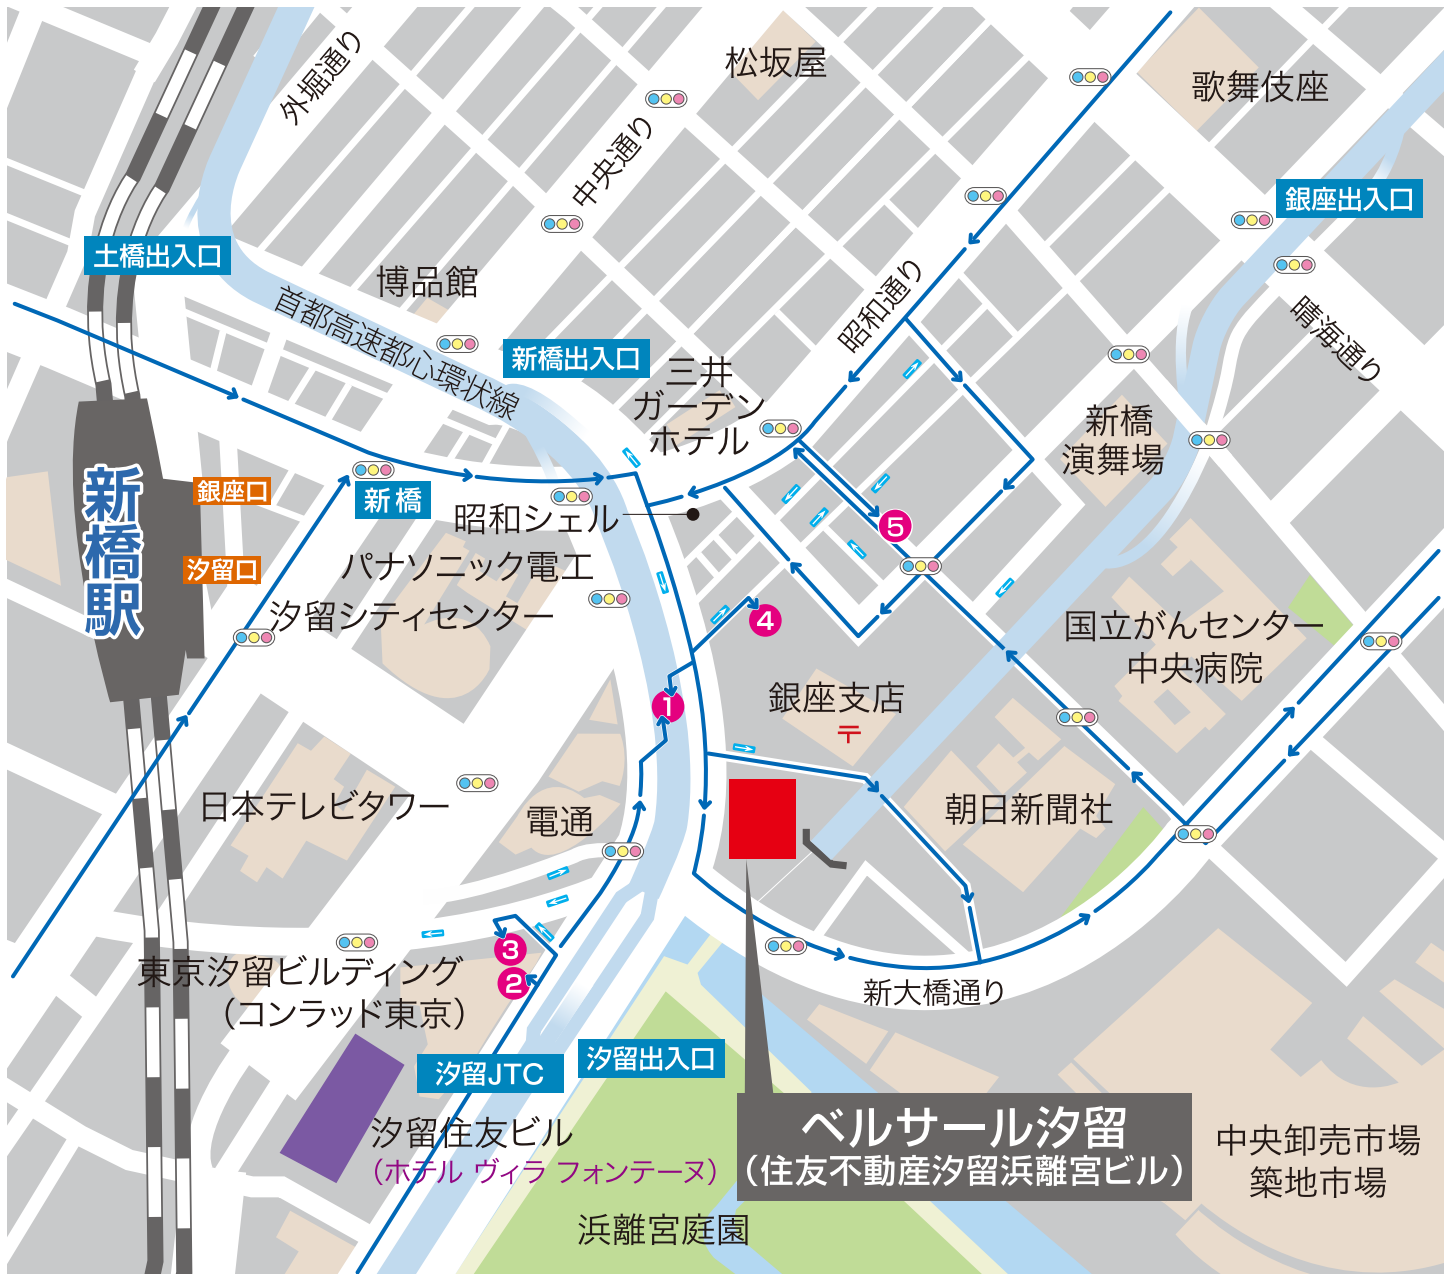 外堀通り
松坂屋
歌舞伎座
中央通り
銀座出入口
土橋出入口
博品館
首都高速都心環状線
昭和通り
晴海通り
新橋出入口
三井
ガーデン
ホテル
新橋
演舞場
新橋駅
銀座口
新橋
昭和シェル
5
汐留口
パナソニック電工
汐留シティセンター
4
国立がんセンター
中央病院
1
銀座支店
〒
日本テレビタワー
電通
朝日新聞社
3
2
東京汐留ビルディング
（コンラッド東京）
新大橋通り
汐留JTC
汐留出入口
汐留住友ビル
（ホテル ヴィラ フォンテーヌ）
ベルサール汐留
（住友不動産汐留浜離宮ビル）
中央卸売市場
築地市場
浜離宮庭園